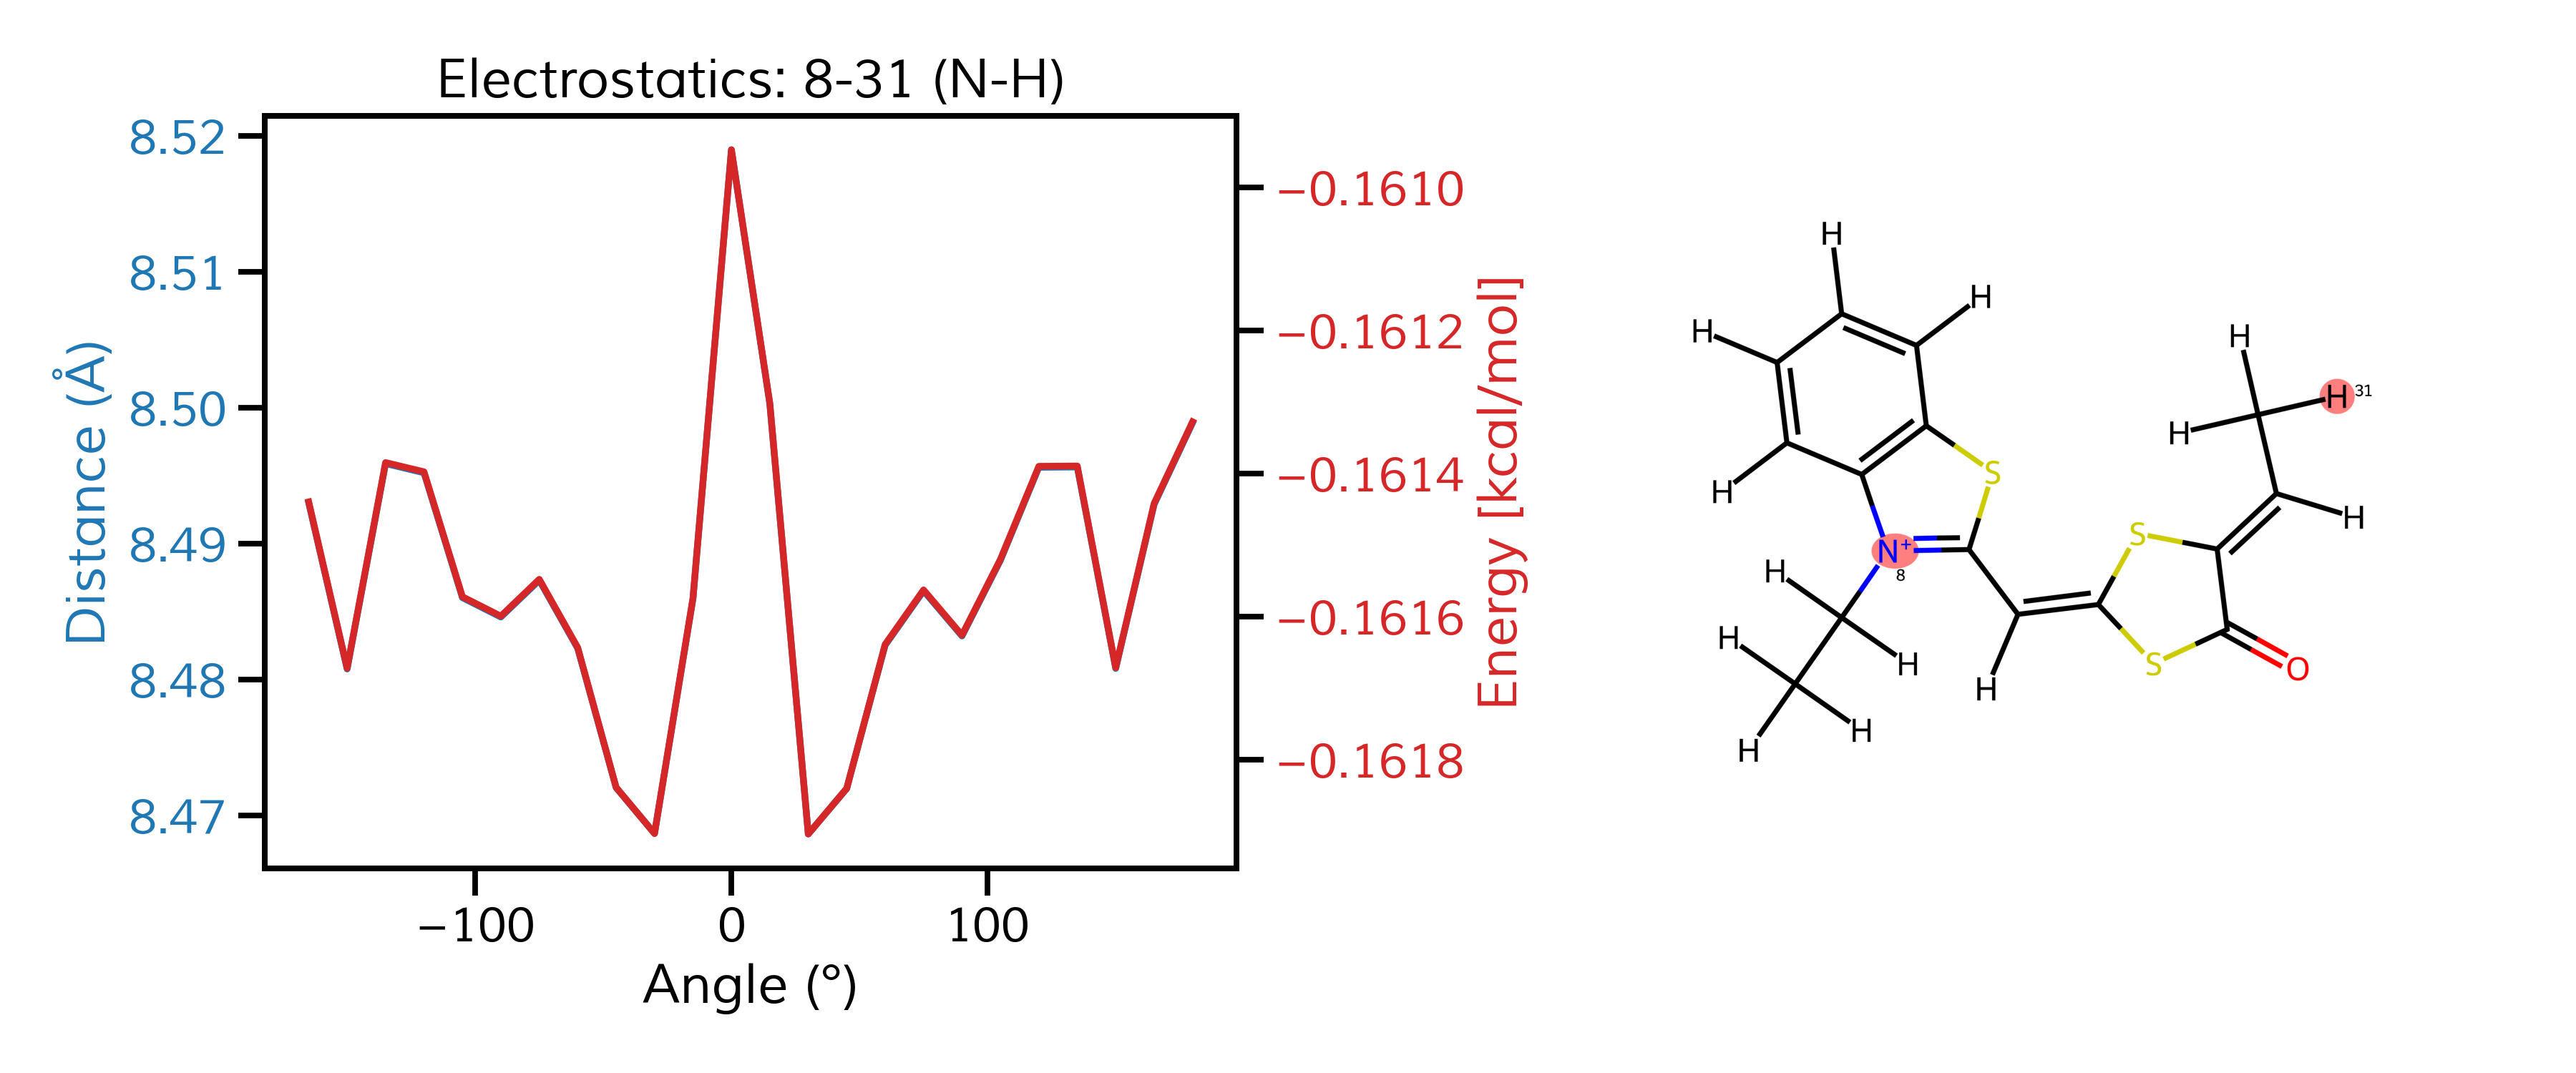 Electrostatics: 8-31 (N-H)
8.52
8.51
8.50
8.49
8.48
8.47
Distance (Å)
−0.1610
−0.1612
−0.1614
−0.1616
−0.1618
Energy [kcal/mol]
−100
0
100
Angle (°)
H
H
H
H
H
H 31
H
S
H
H
S
N+
8
H
H
H
S
O
H
H
H